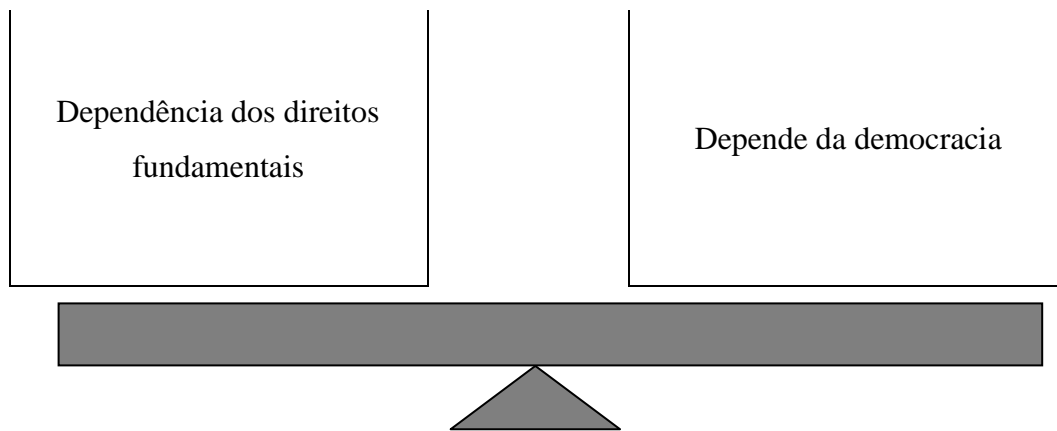 Dependência dos direitos
fundamentais
Depende da democracia